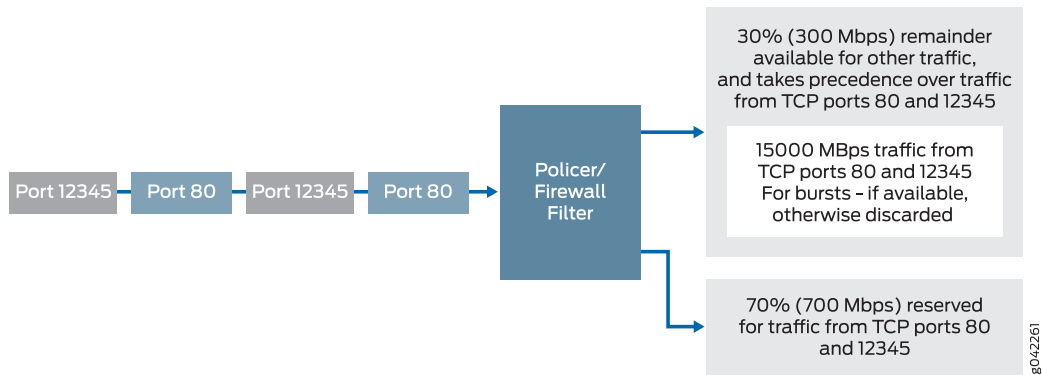 Port 12345
Port 80
Port 12345
Port 80
Policer/
Firewall
Filter
30% (300 Mbps) remainder
available for other traffic,
and takes precedence over traffic
from TCP ports 80 and 12345
15000 MBps traffic from
TCP ports 80 and 12345
For bursts - if available,
otherwise discarded
70% (700 Mbps) reserved
for traffic from TCP ports 80
and 12345
g042261